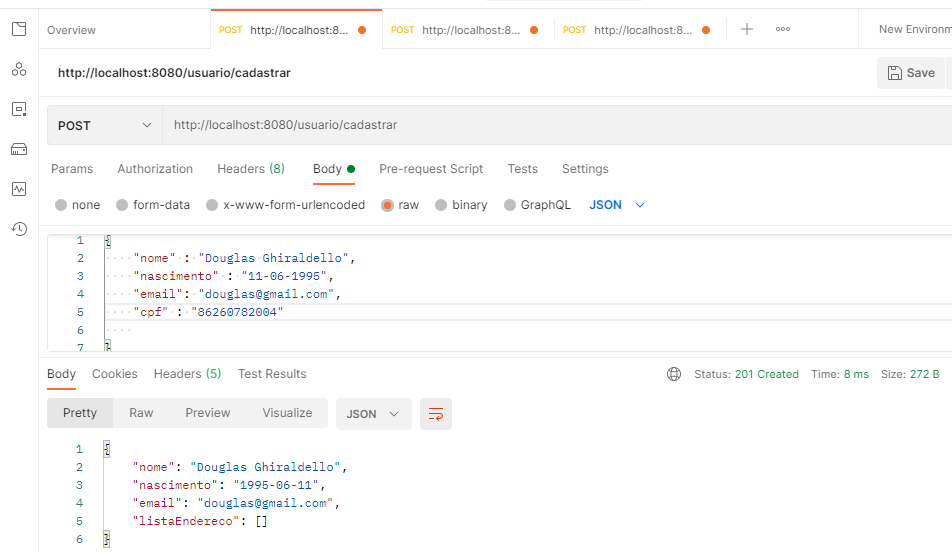 Overview
POST http://localhost:8...
POST http://localhost:8...
POST http://localhost:8...
New Environm
http://localhost:8080/usuario/cadastrar
Save
POST http://localhost:8080/usuario/cadastrar
Params Authorization Headers (8) Body Pre-request Script Tests Settings
none form-data x-www-form-urlencoded raw binary GraphQL JSON
1 {
2 "nome" : "Douglas Ghiraldello",
3 "nascimento" : "11-06-1995",
4 "email": "douglas@gmail.com",
5 "cpf" : "86260782004"
6
7 }
Body Cookies Headers (5) Test Results Status: 201 Created Time: 8 ms Size: 272 B
Pretty Raw Preview Visualize JSON
1 {
2 "nome": "Douglas Ghiraldello",
3 "nascimento": "1995-06-11",
4 "email": "douglas@gmail.com",
5 "listaEndereco": []
6 }